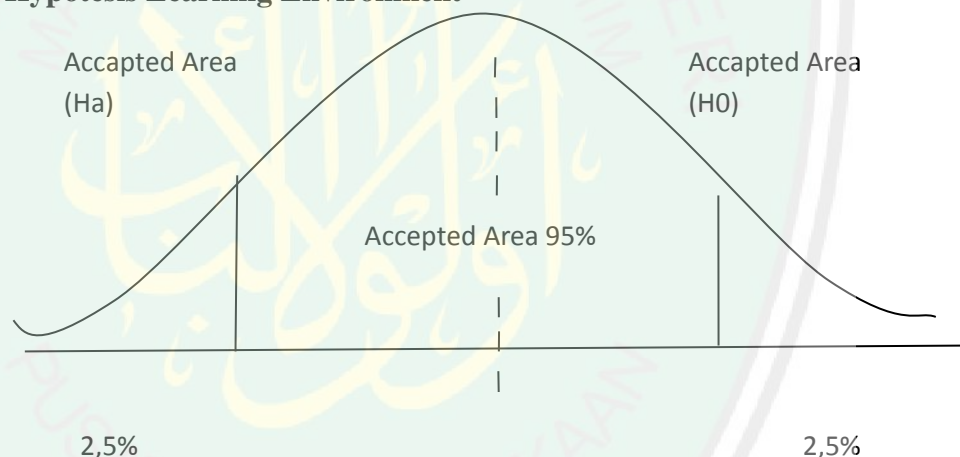 Hypotesis Learning Environment
Accapted Area
(Ha)
Accapted Area
(H0)
Accepted Area 95%
2,5%
2,5%